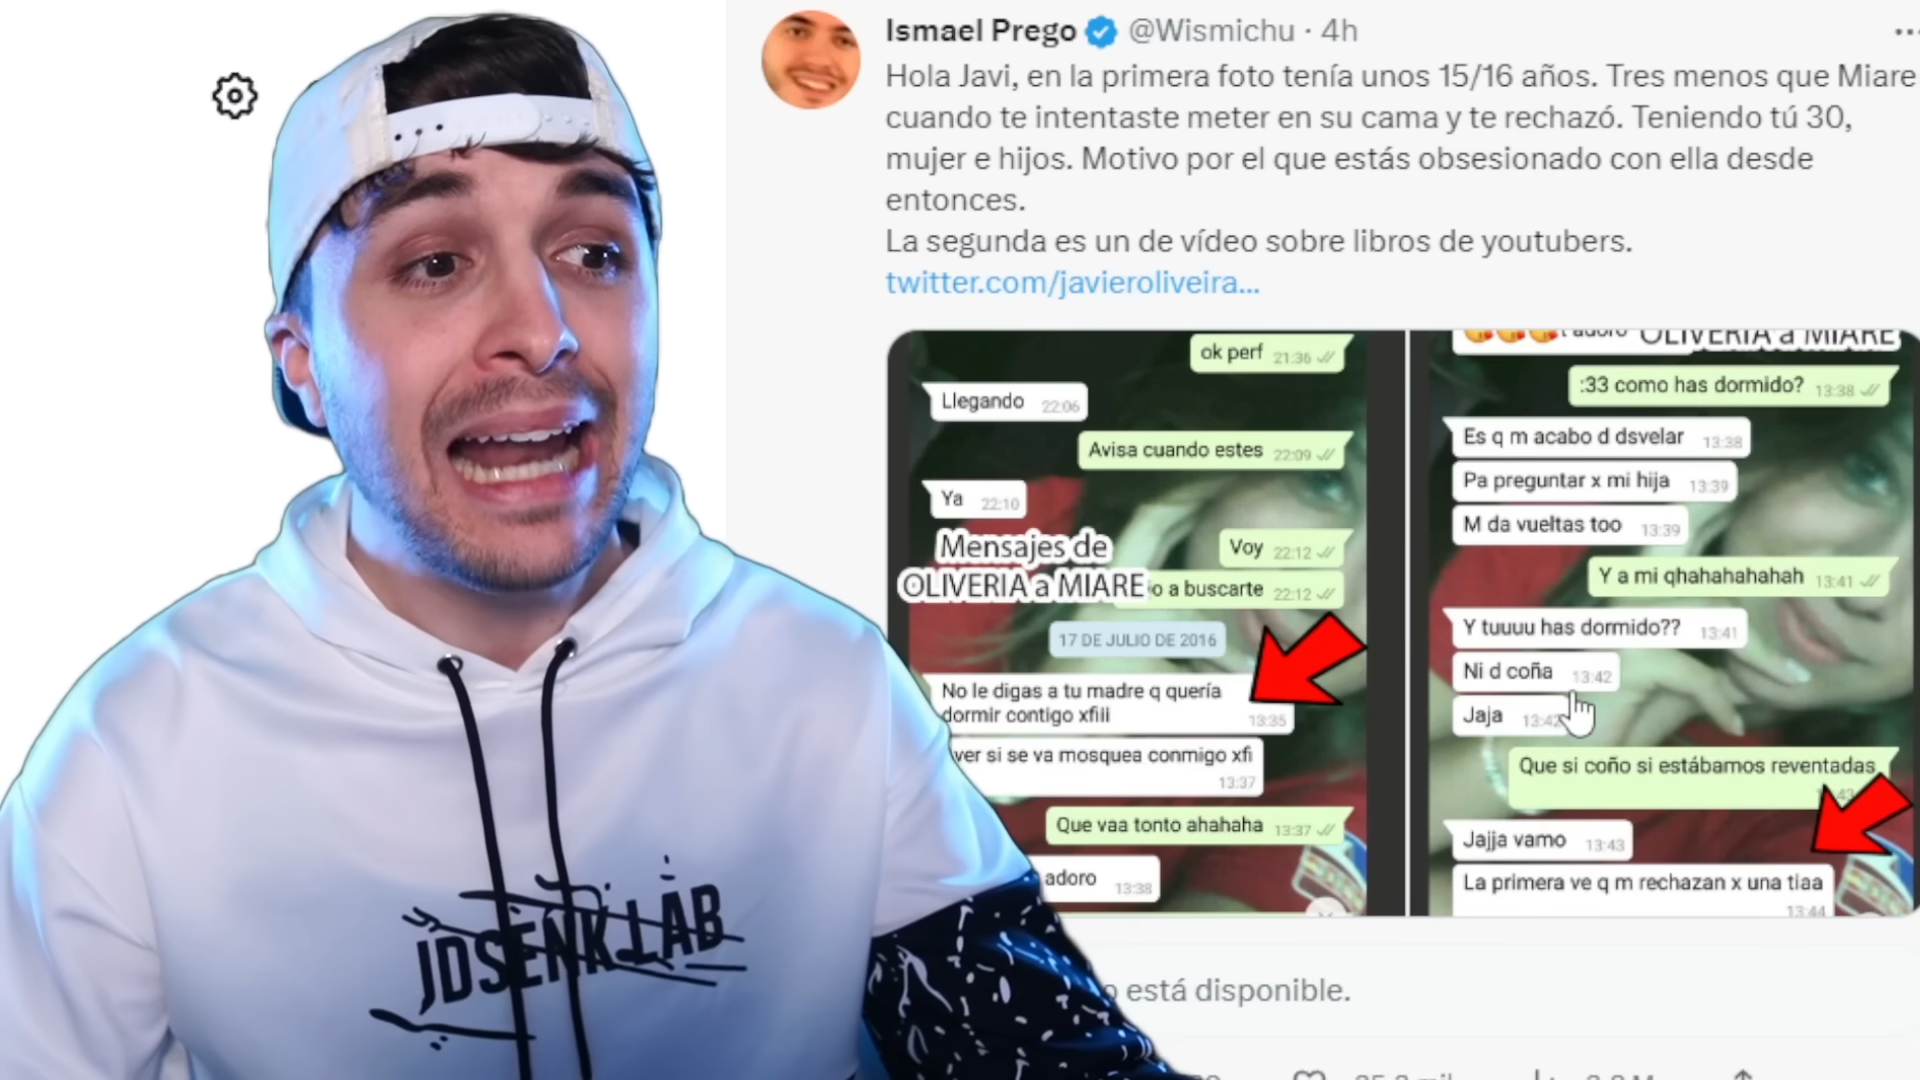 Ismael Prego @Wismichu · 4h
Hola Javi, en la primera foto tenía unos 15/16 años. Tres menos que Miare
cuando te intentaste meter en su cama y te rechazó. Teniendo tú 30,
mujer e hijos. Motivo por el que estás obsesionado con ella desde
entonces.
La segunda es un de vídeo sobre libros de youtubers.
twitter.com/javieroliveira...
ok perf 21:36
Llegando 22:06
Avisa cuando estes 22:09
Ya 22:10
Voy 22:12
Mensajes de
OLIVERIA a MIARE
o a buscarte 22:12
17 DE JULIO DE 2016
No le digas a tu madre q quería
dormir contigo xfiii 13:35
ver si se va mosquea conmigo xfi
13:37
Que vaa tonto ahahaha 13:37
adoro 13:38
t adoro OLIVERIA a MIARE
:33 como has dormido? 13:38
Es q m acabo d dsvelar 13:38
Pa preguntar x mi hija 13:39
M da vueltas too 13:39
Y a mi qhahahahahah 13:41
Y tuuuu has dormido?? 13:41
Ni d coña 13:42
Jaja 13:42
Que si coño si estábamos reventadas
Jajja vamo 13:43
La primera ve q m rechazan x una tiaa
13:44
está disponible.
JDSENKLAB